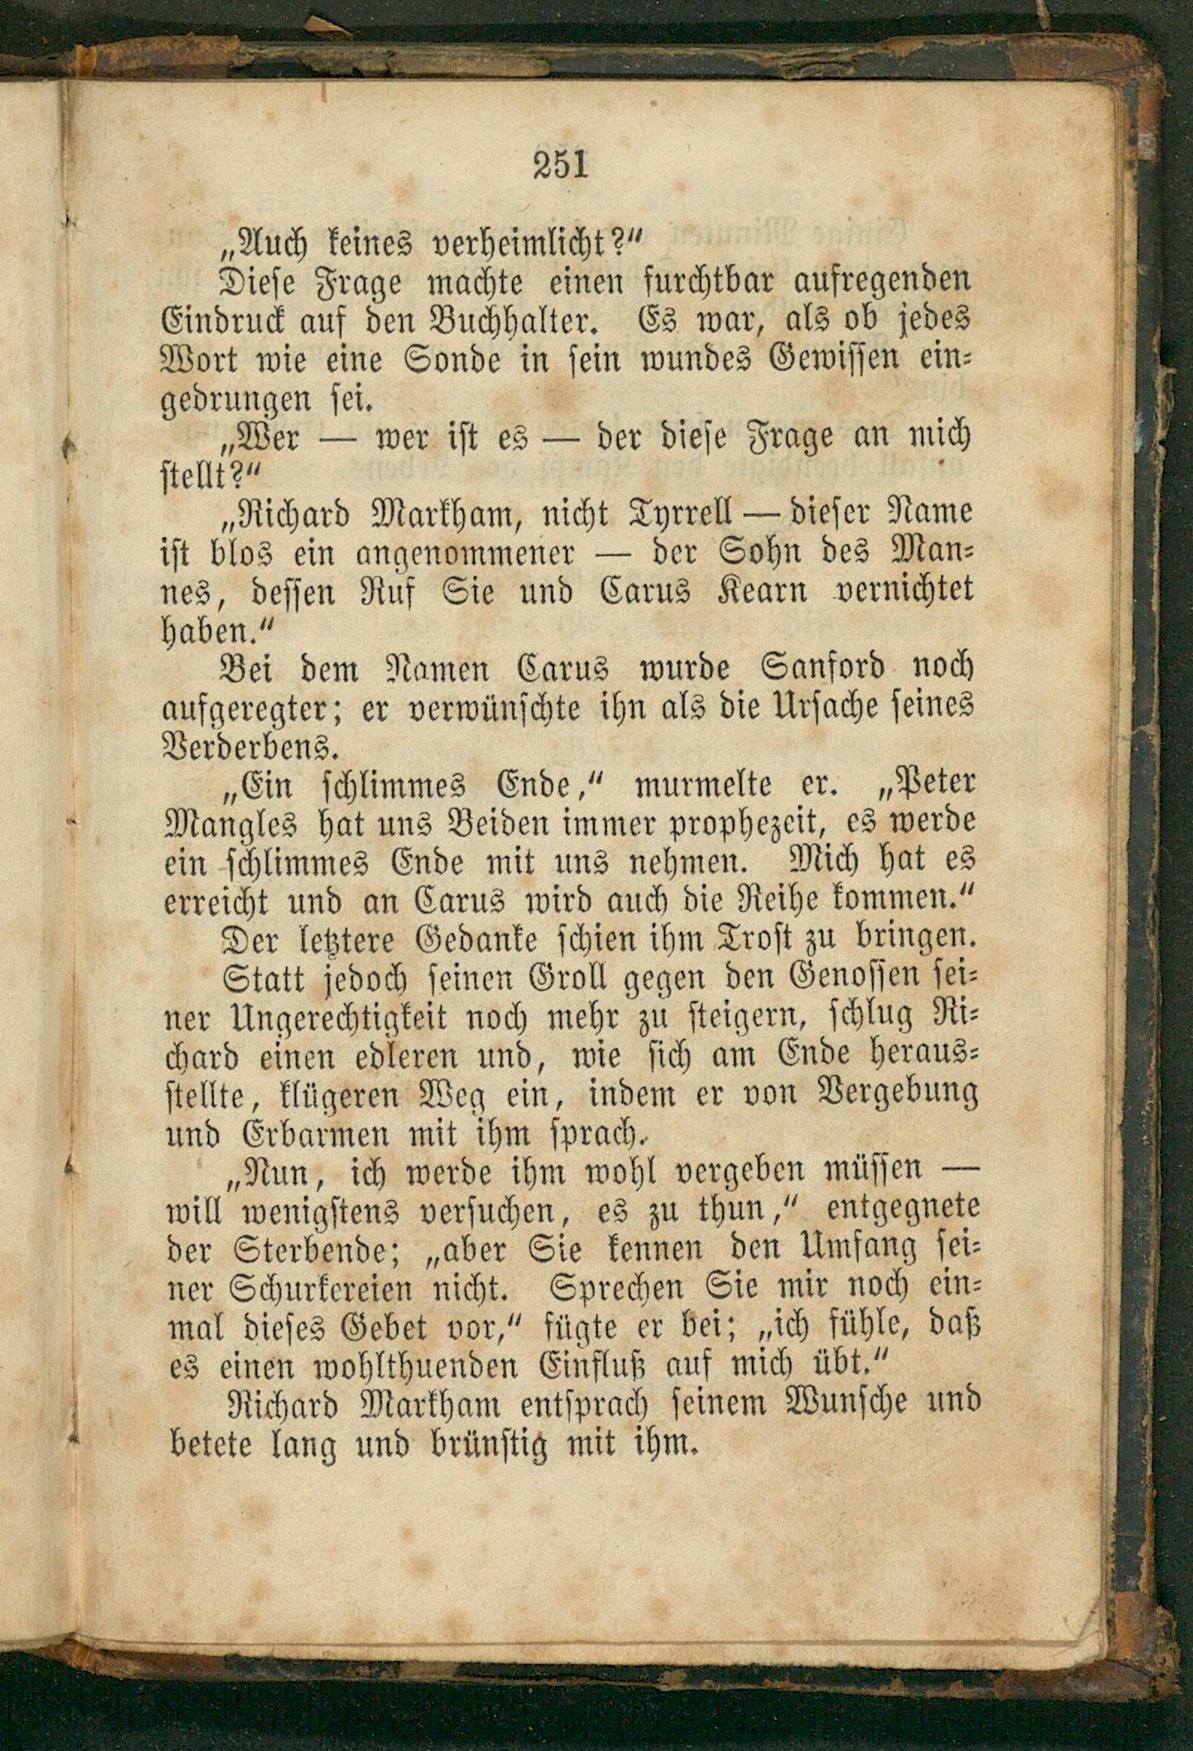 251
„Auch keines verheimlicht?“
Diese Frage machte einen furchtbar aufregenden
Eindruck auf den Buchhalter. Es war, als ob jedes
Wort wie eine Sonde in sein wundes Gewissen ein-
gedrungen sei.
„Wer — wer ist es — der diese Frage an mich
stellt?“
„Richard Markham, nicht Tyrrell — dieser Name
ist blos ein angenommener — der Sohn des Man-
nes, dessen Ruf Sie und Carus Kearn vernichtet
haben.“
Bei dem Namen Carus wurde Sanford noch
aufgeregter; er verwünschte ihn als die Ursache seines
Verderbens.
„Ein schlimmes Ende,“ murmelte er. „Peter
Mangles hat uns Beiden immer prophezeit, es werde
ein schlimmes Ende mit uns nehmen. Mich hat es
erreicht und an Carus wird auch die Reihe kommen.“
Der letztere Gedanke schien ihm Trost zu bringen.
Statt jedoch seinen Groll gegen den Genossen sei-
ner Ungerechtigkeit noch mehr zu steigern, schlug Ri-
chard einen edleren und, wie sich am Ende heraus-
stellte, klügeren Weg ein, indem er von Vergebung
und Erbarmen mit ihm sprach.
„Nun, ich werde ihm wohl vergeben müssen —
will wenigstens versuchen, es zu thun,“ entgegnete
der Sterbende; „aber Sie kennen den Umfang sei-
ner Schurkereien nicht. Sprechen Sie mir noch ein-
mal dieses Gebet vor,“ fügte er bei; „ich fühle, daß
es einen wohlthuenden Einfluß auf mich übt.“
Richard Markham entsprach seinem Wunsche und
betete lang und brünstig mit ihm.